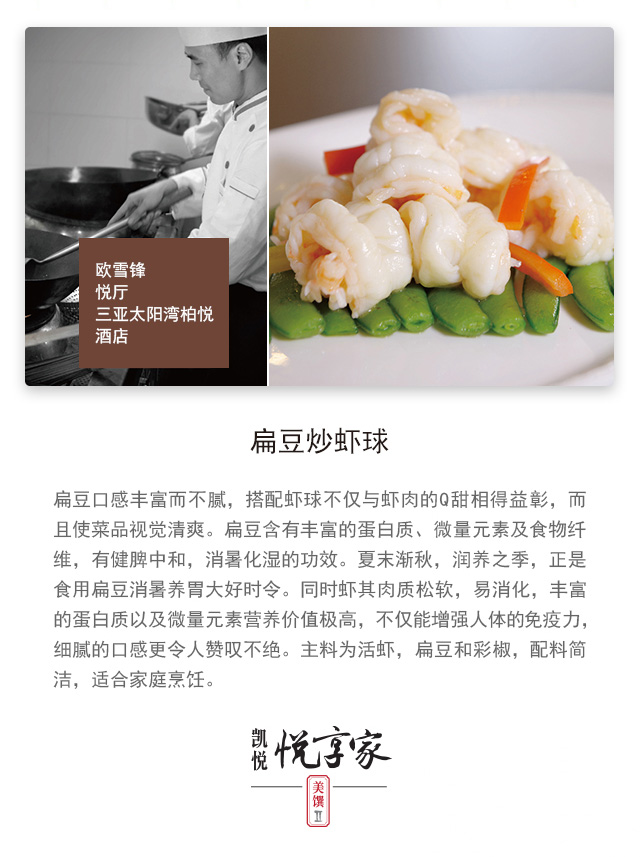 欧雪锋
悦厅
三亚太阳湾柏悦
酒店
扁豆炒虾球
扁豆口感丰富而不腻，搭配虾球不仅与虾肉的Q甜相得益彰，而
且使菜品视觉清爽。扁豆含有丰富的蛋白质、微量元素及食物纤
维，有健脾中和，消暑化湿的功效。夏末渐秋，润养之季，正是
食用扁豆消暑养胃大好时令。同时虾其肉质松软，易消化，丰富
的蛋白质以及微量元素营养价值极高，不仅能增强人体的免疫力，
细腻的口感更令人赞叹不绝。主料为活虾，扁豆和彩椒，配料简
洁，适合家庭烹饪。
凯悦 悦享家
美馔
II